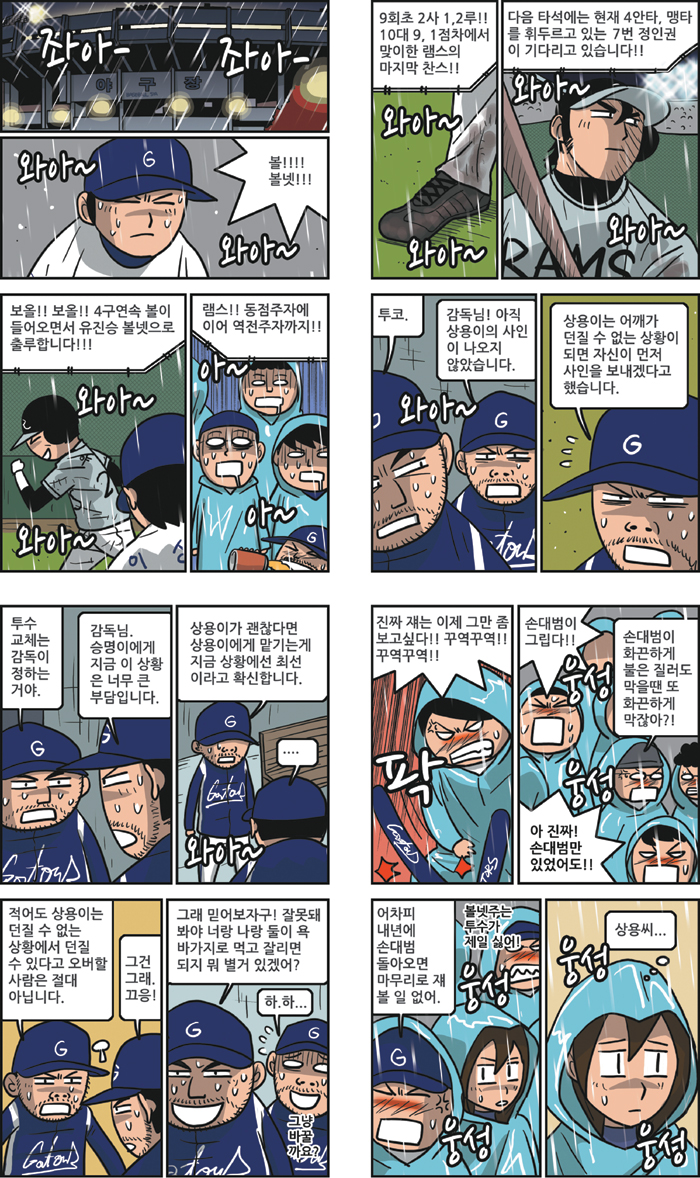 좌아-
좌아-
야구장
와아~
G
볼!!!!
볼넷!!!
와아~
보올!! 보올!! 4구연속 볼이
들어오면서 유진승 볼넷으로
출루합니다!!!
와아~
와아~
이상
램스!! 동점주자에
이어 역전주자까지!!
아~
아~
9회초 2사 1,2루!!
10대 9, 1점차에서
맞이한 램스의
마지막 찬스!!
와아~
와아~
다음 타석에는 현재 4안타, 맹타
를 휘두르고 있는 7번 정인권
이 기다리고 있습니다!!
와아~
와아~
RAMS
투코.
감독님! 아직
상용이의 사인
이 나오지
않았습니다.
와아~
G
상용이는 어깨가
던질 수 없는 상황이
되면 자신이 먼저
사인을 보내겠다고
했습니다.
G
투수
교체는
감독이
정하는
거야.
감독님.
승명이에게
지금 이 상황
은 너무 큰
부담입니다.
G
G
상용이가 괜찮다면
상용이에게 맡기는게
지금 상황에선 최선
이라고 확신합니다.
....
G
와아~
적어도 상용이는
던질 수 없는
상황에서 던질
수 있다고 오버할
사람은 절대
아닙니다.
그건
그래.
끄응!
G
그래 믿어보자구! 잘못돼
봐야 너랑 나랑 둘이 욕
바가지로 먹고 잘리면
되지 뭐 별거 있겠어?
하.하...
G
G
그냥
바꿀
까요?
진짜 쟤는 이제 그만 좀
보고싶다!! 꾸역꾸역!!
꾸역꾸역!!
팍
손대범이
그립다!!
웅성
손대범이
화끈하게
불은 질러도
막을땐 또
화끈하게
막잖아?!
웅성
아 진짜!
손대범만
있었어도!!
어차피
내년에
손대범
돌아오면
마무리로 재
볼 일 없어.
볼넷주는
투수가
제일 싫어!
웅성
G
웅성
상용씨...
웅성
웅성